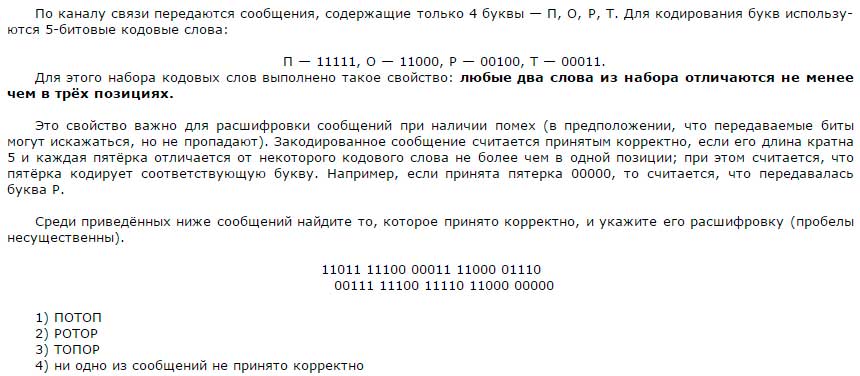 По каналу связи передаются сообщения, содержащие только 4 буквы — П, О, Р, Т. Для кодирования букв использу-
ются 5-битовые кодовые слова:
П — 11111, О — 11000, Р — 00100, Т — 00011.
Для этого набора кодовых слов выполнено такое свойство: любые два слова из набора отличаются не менее
чем в трёх позициях.
Это свойство важно для расшифровки сообщений при наличии помех (в предположении, что передаваемые биты
могут искажаться, но не пропадают). Закодированное сообщение считается принятым корректно, если его длина кратна
5 и каждая пятёрка отличается от некоторого кодового слова не более чем в одной позиции; при этом считается, что
пятёрка кодирует соответствующую букву. Например, если принята пятерка 00000, то считается, что передавалась
буква Р.
Среди приведённых ниже сообщений найдите то, которое принято корректно, и укажите его расшифровку (пробелы
несущественны).
11011 11100 00011 11000 01110
00111 11100 11110 11000 00000
1) ПОТОП
2) РОТОР
3) ТОПОР
4) ни одно из сообщений не принято корректно